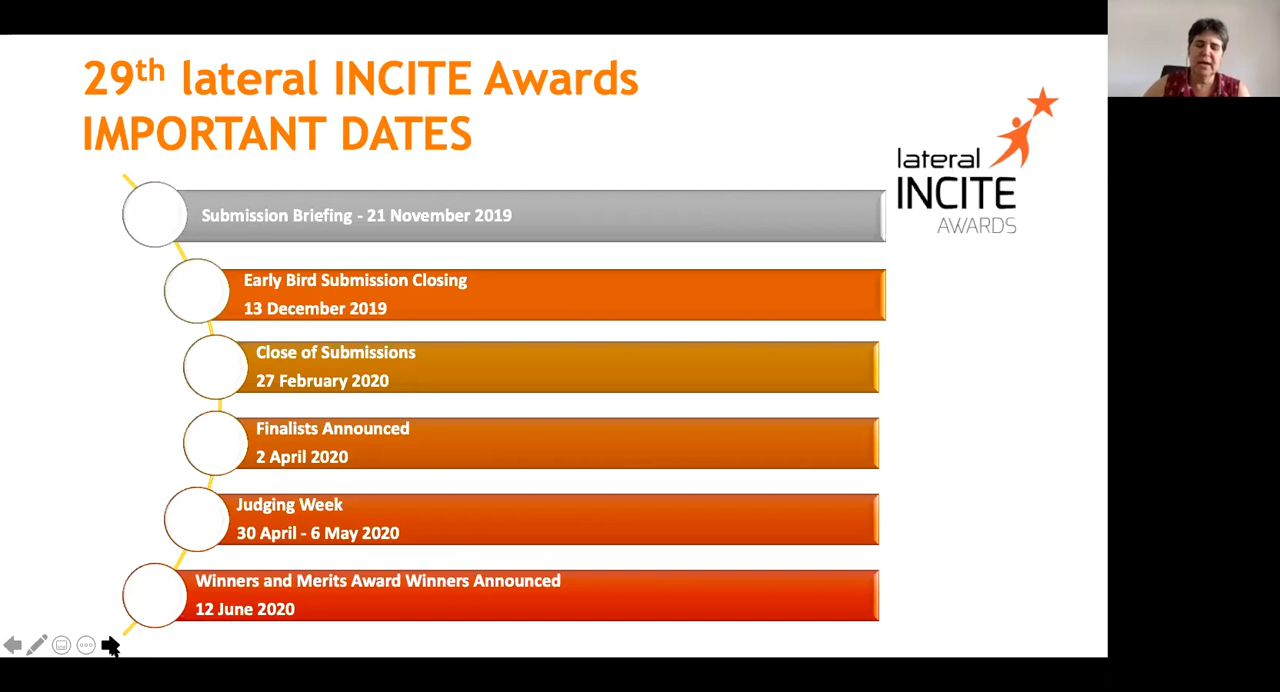 29th lateral INCITE Awards
IMPORTANT DATES
lateral
INCITE
AWARDS
Submission Briefing - 21 November 2019
Early Bird Submission Closing
13 December 2019
Close of Submissions
27 February 2020
Finalists Announced
2 April 2020
Judging Week
30 April - 6 May 2020
Winners and Merits Award Winners Announced
12 June 2020